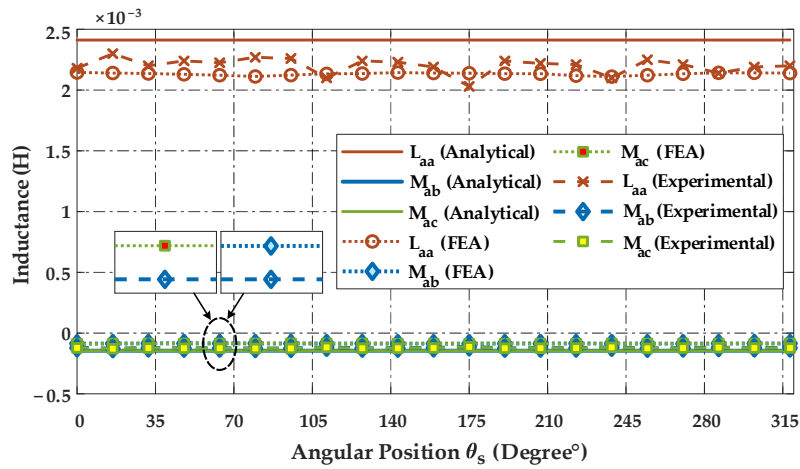 ×10⁻³
2.5
2
1.5
1
0.5
0
−0.5
Inductance (H)
L_aa (Analytical)
M_ab (Analytical)
M_ac (Analytical)
L_aa (FEA)
M_ab (FEA)
M_ac (FEA)
L_aa (Experimental)
M_ab (Experimental)
M_ac (Experimental)
0 35 70 105 140 175 210 245 280 315
Angular Position θ_s (Degree°)